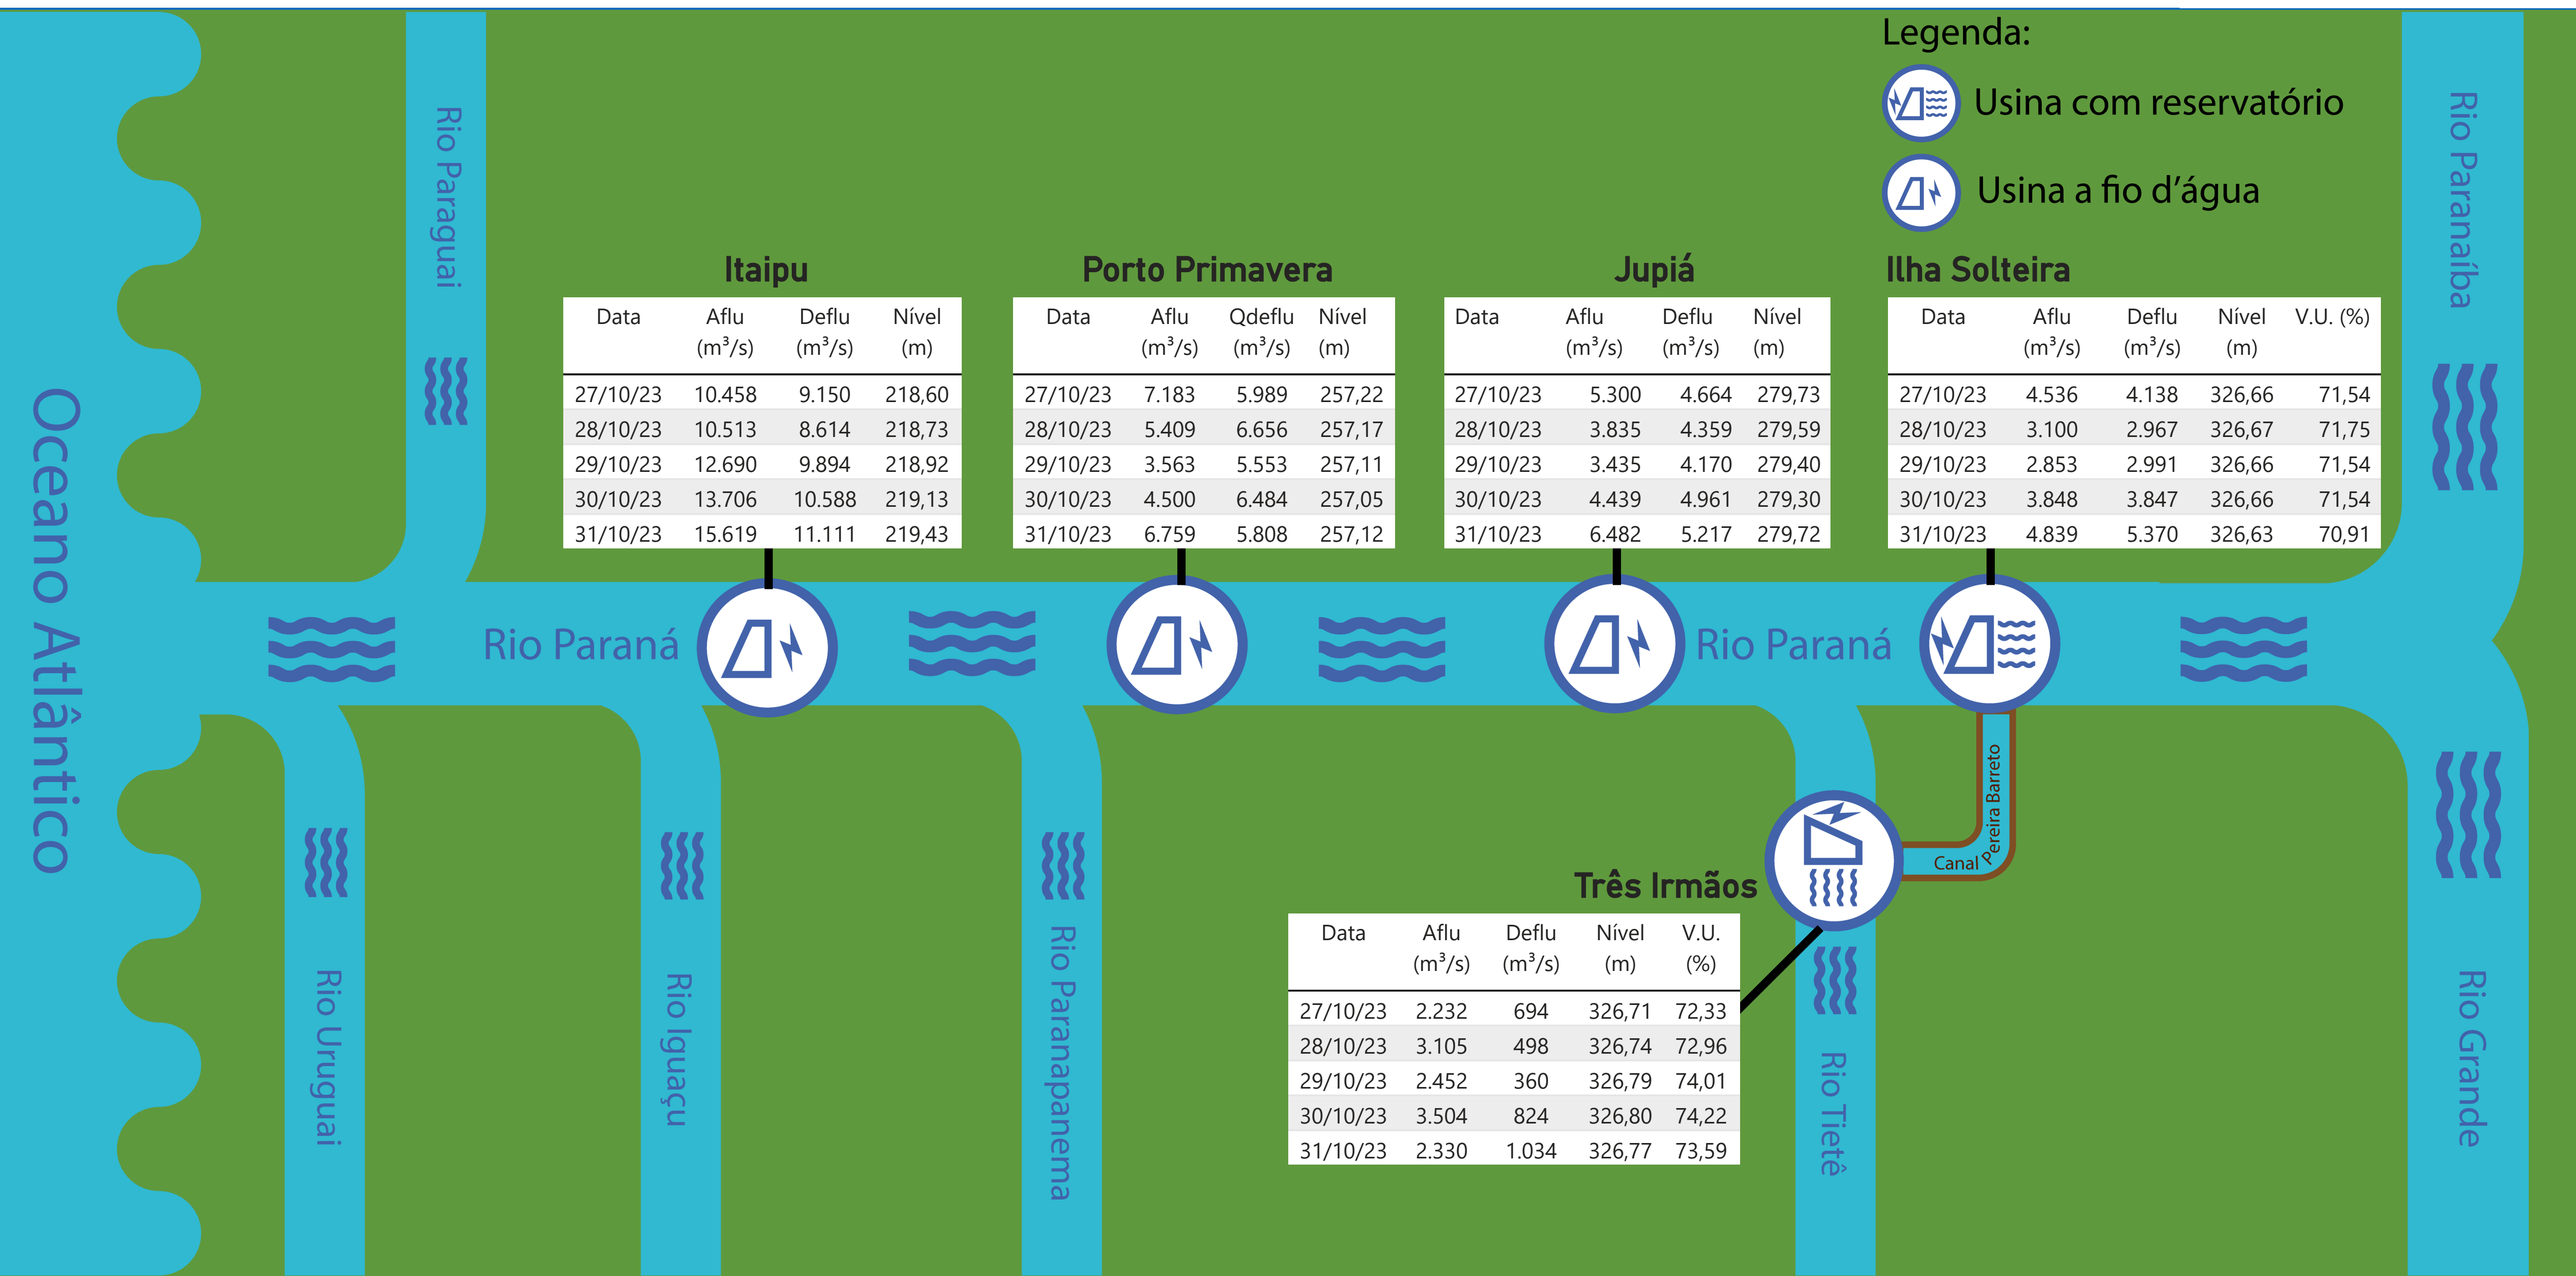 Legenda:
Usina com reservatório
Usina a fio d'água
Oceano Atlântico
Rio Paraguai
Rio Paranaíba
Itaipu
Data Aflu Deflu Nível
(m³/s) (m³/s) (m)
27/10/23 10.458 9.150 218,60
28/10/23 10.513 8.614 218,73
29/10/23 12.690 9.894 218,92
30/10/23 13.706 10.588 219,13
31/10/23 15.619 11.111 219,43
Porto Primavera
Data Aflu Qdeflu Nível
(m³/s) (m³/s) (m)
27/10/23 7.183 5.989 257,22
28/10/23 5.409 6.656 257,17
29/10/23 3.563 5.553 257,11
30/10/23 4.500 6.484 257,05
31/10/23 6.759 5.808 257,12
Jupiá
Data Aflu Deflu Nível
(m³/s) (m³/s) (m)
27/10/23 5.300 4.664 279,73
28/10/23 3.835 4.359 279,59
29/10/23 3.435 4.170 279,40
30/10/23 4.439 4.961 279,30
31/10/23 6.482 5.217 279,72
Ilha Solteira
Data Aflu Deflu Nível V.U. (%)
(m³/s) (m³/s) (m)
27/10/23 4.536 4.138 326,66 71,54
28/10/23 3.100 2.967 326,67 71,75
29/10/23 2.853 2.991 326,66 71,54
30/10/23 3.848 3.847 326,66 71,54
31/10/23 4.839 5.370 326,63 70,91
Rio Paraná
Rio Paraná
Canal Pereira Barreto
Três Irmãos
Data Aflu Deflu Nível V.U.
(m³/s) (m³/s) (m) (%)
27/10/23 2.232 694 326,71 72,33
28/10/23 3.105 498 326,74 72,96
29/10/23 2.452 360 326,79 74,01
30/10/23 3.504 824 326,80 74,22
31/10/23 2.330 1.034 326,77 73,59
Rio Uruguai
Rio Iguaçu
Rio Paranapanema
Rio Tietê
Rio Grande